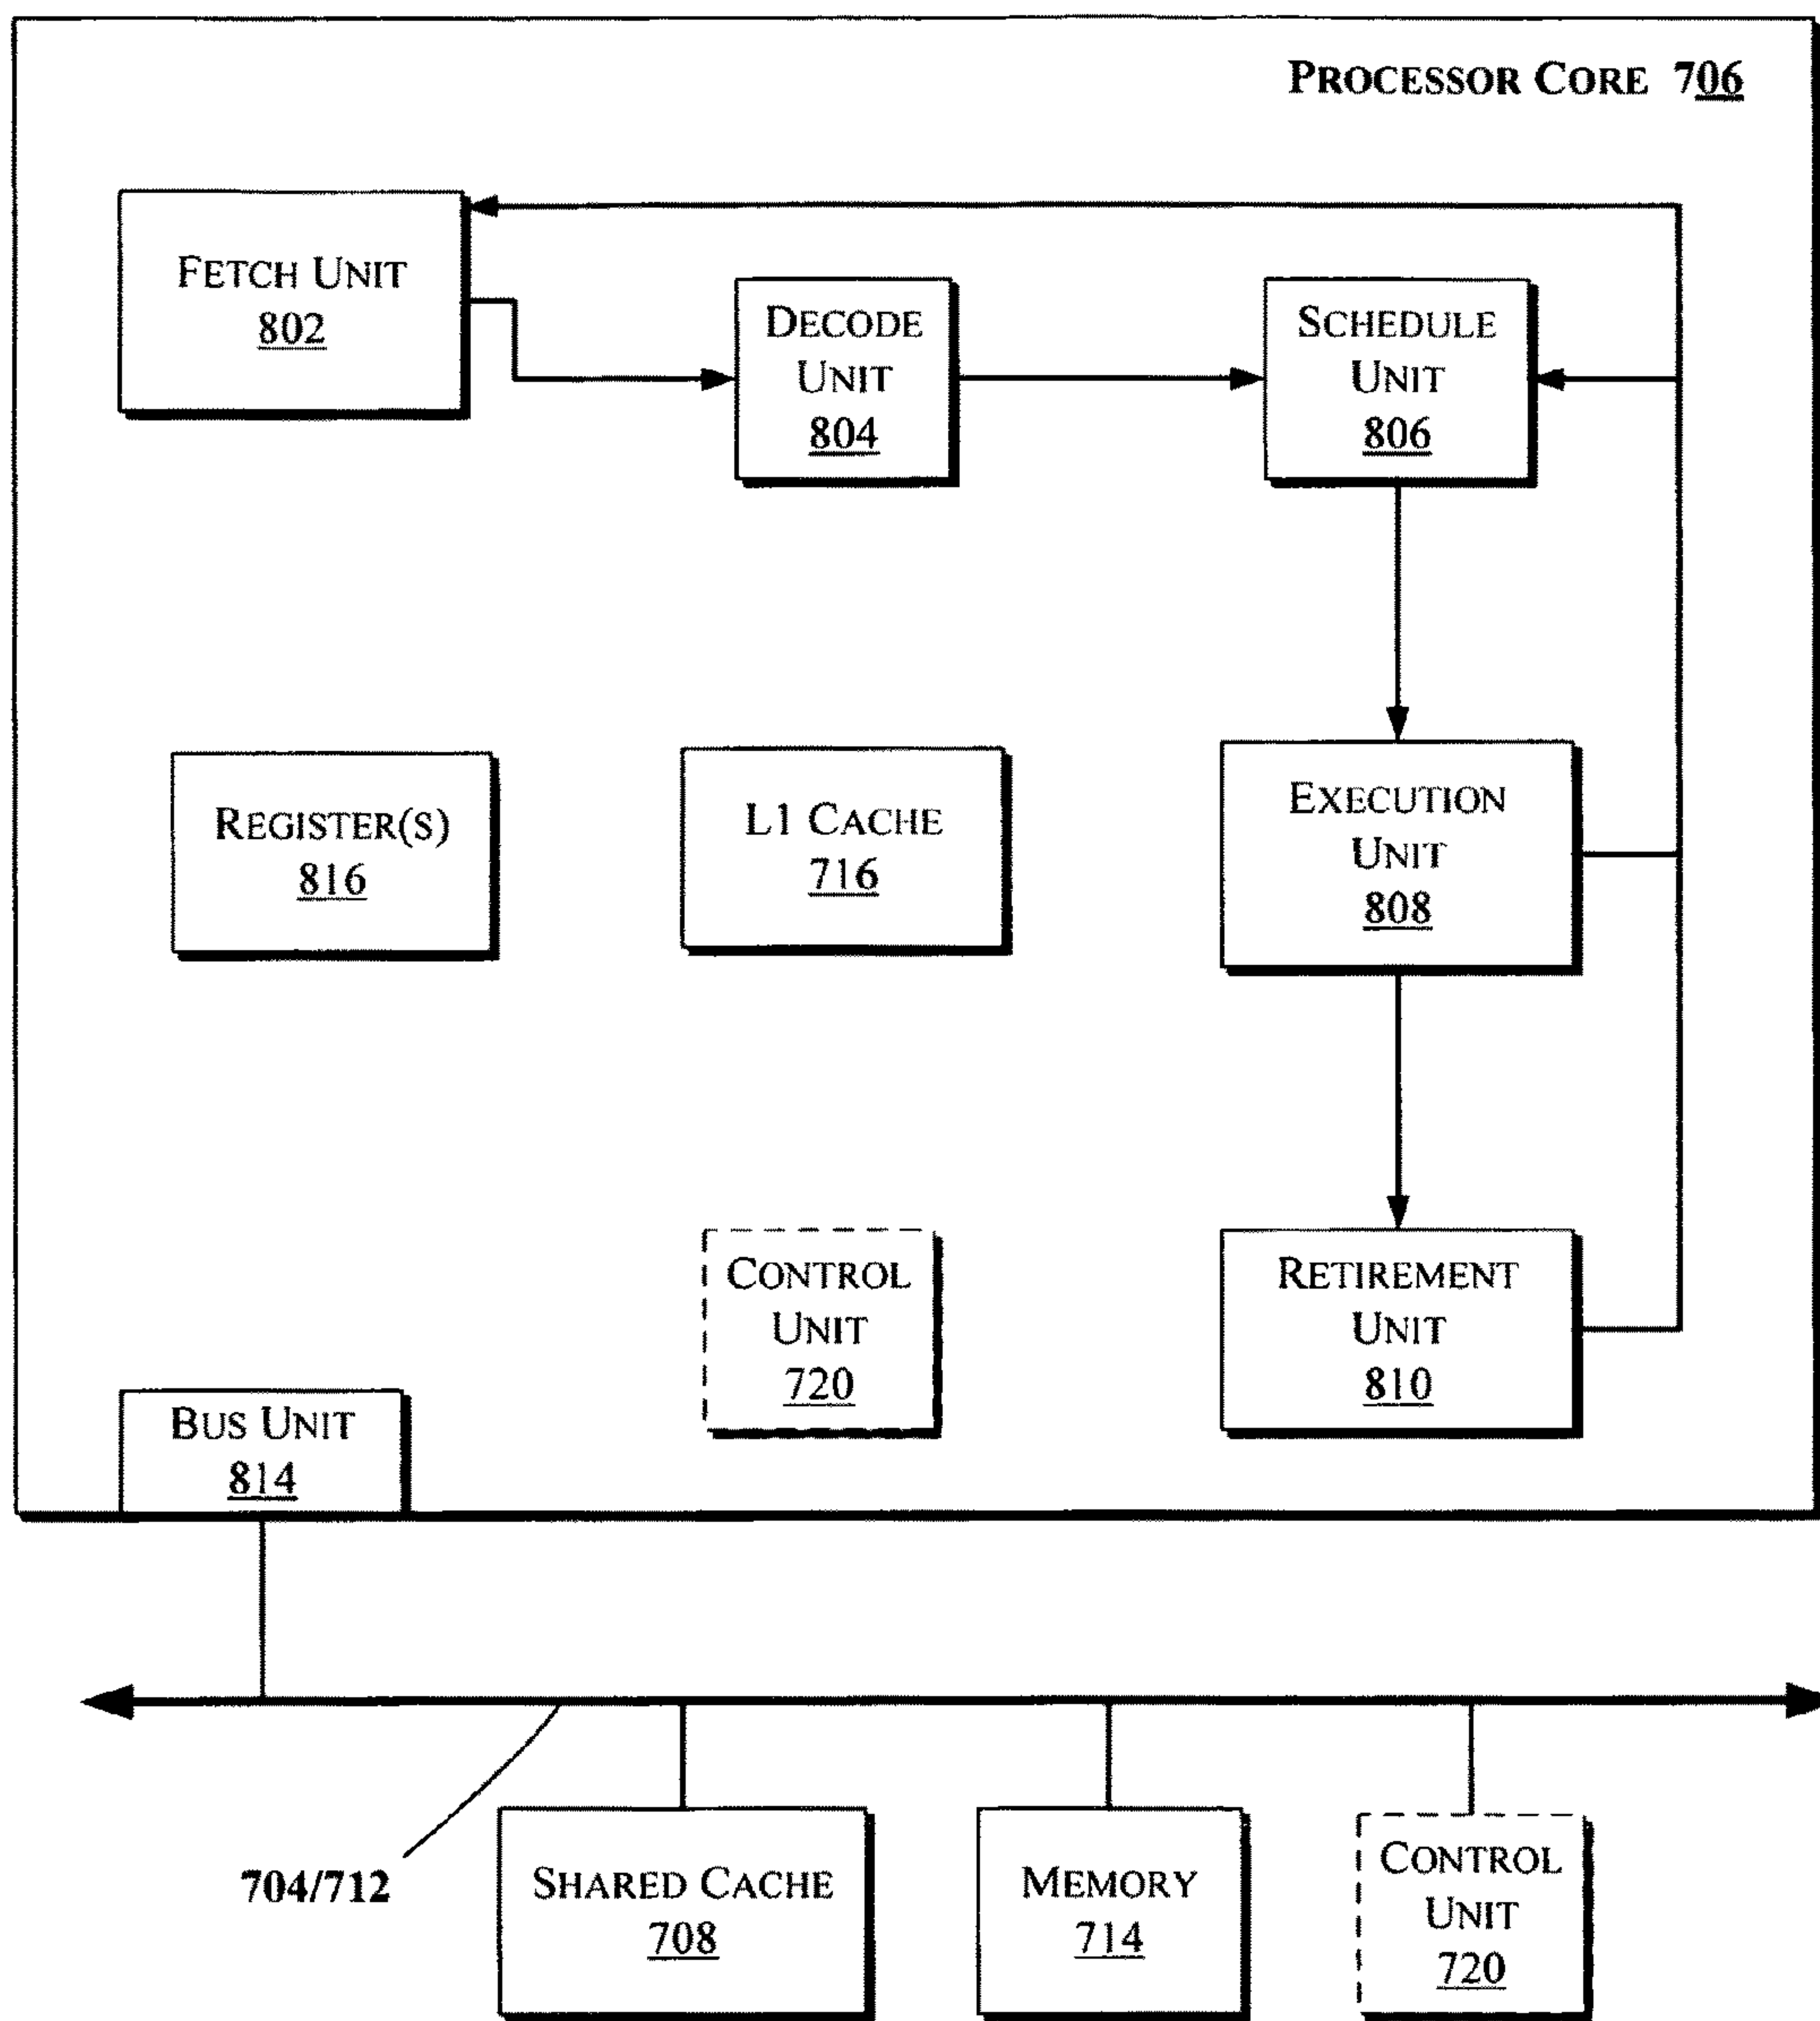 PROCESSOR CORE 706
FETCH UNIT
802
DECODE
UNIT
804
SCHEDULE
UNIT
806
REGISTER(S)
816
L1 CACHE
716
EXECUTION
UNIT
808
CONTROL
UNIT
720
RETIREMENT
UNIT
810
BUS UNIT
814
704/712
SHARED CACHE
708
MEMORY
714
CONTROL
UNIT
720